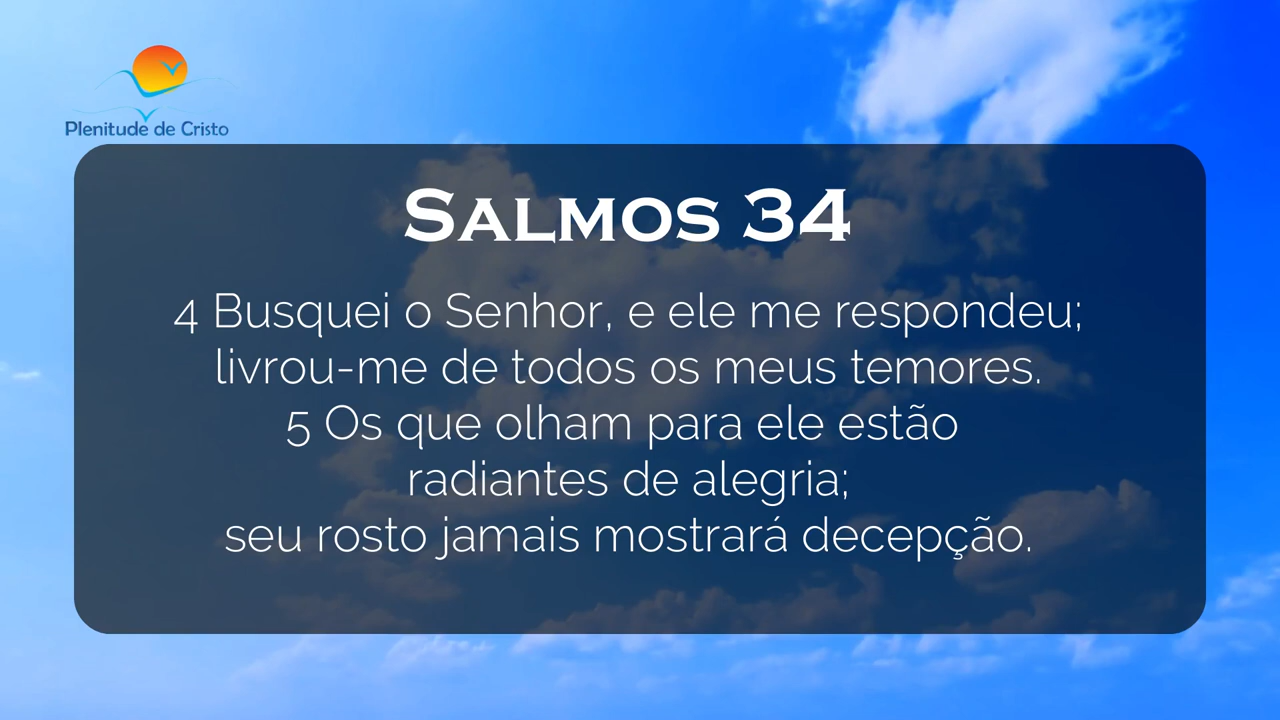 Plenitude de Cristo
Salmos 34
4 Busquei o Senhor, e ele me respondeu;
livrou-me de todos os meus temores.
5 Os que olham para ele estão
radiantes de alegria;
seu rosto jamais mostrará decepção.